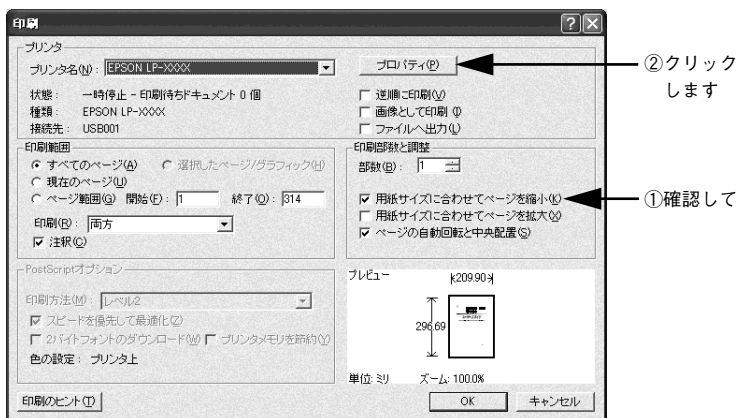 印刷
プリンタ
プリンタ名(N): EPSON LP-XXXX
プロパティ(P)
②クリック
します
状態: 一時停止 - 印刷待ちドキュメント 0 個
逆順に印刷(V)
種類: EPSON LP-XXXX
画像としてED刷(I)
接続先: USB001
ファイルへ出力(L)
印刷範囲
すべてのページ(A) 選択したページ/グラフィック(H)
現在のページ(U)
ページ範囲(G) 開始(F): 1 終了(O): 314
印刷(R): 両方
注釈(C)
印刷部数と調整
部数(B): 1
用紙サイズに合わせてページを縮小(K)
①確認して
用紙サイズに合わせてページを拡大(X)
ページの自動回転と中央配置(S)
PostScriptオプション
印刷方法(M): レベル2
スピードを優先して最適化(Z)
2バイトフォントのダウンロード(W) プリンタメモリを節約(Y)
色の設定: プリンタ上
プレビュー
209.90
296.69
単位: ミリ ズーム: 100.0%
印刷のヒント(T)
OK
キャンセル